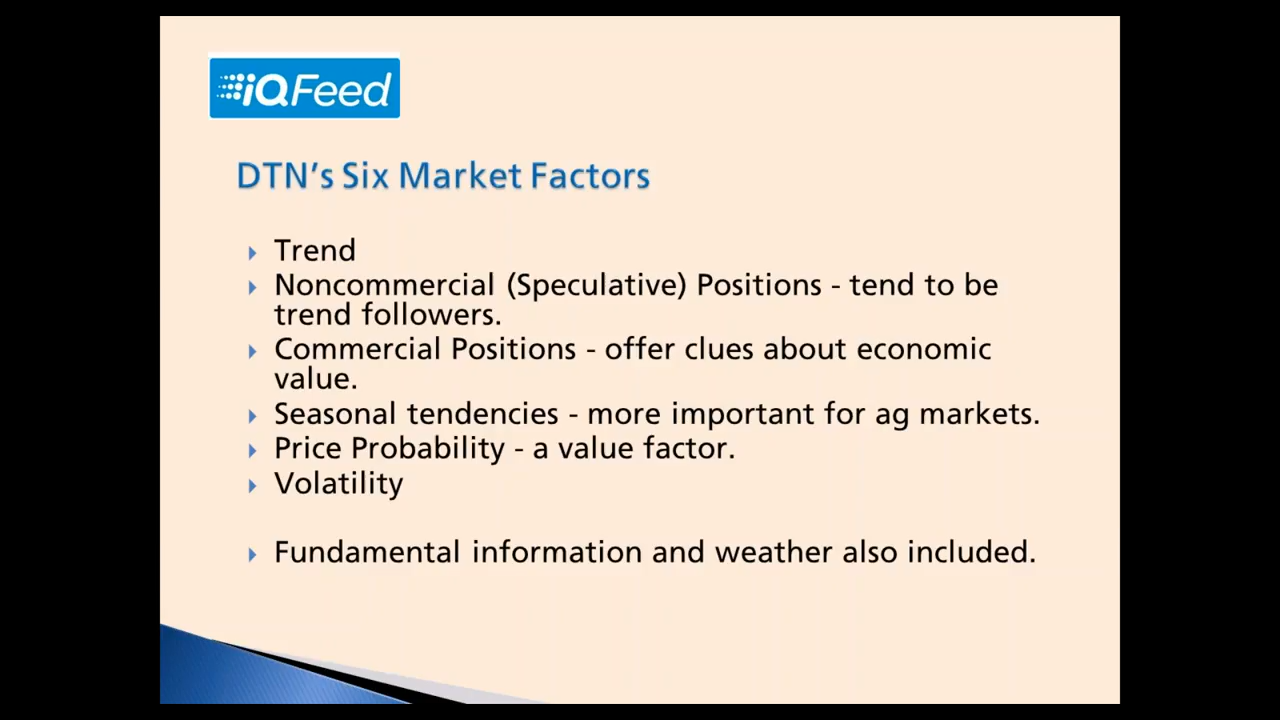 iQFeed
DTN’s Six Market Factors
Trend
Noncommercial (Speculative) Positions - tend to be
trend followers.
Commercial Positions - offer clues about economic
value.
Seasonal tendencies - more important for ag markets.
Price Probability - a value factor.
Volatility
Fundamental information and weather also included.